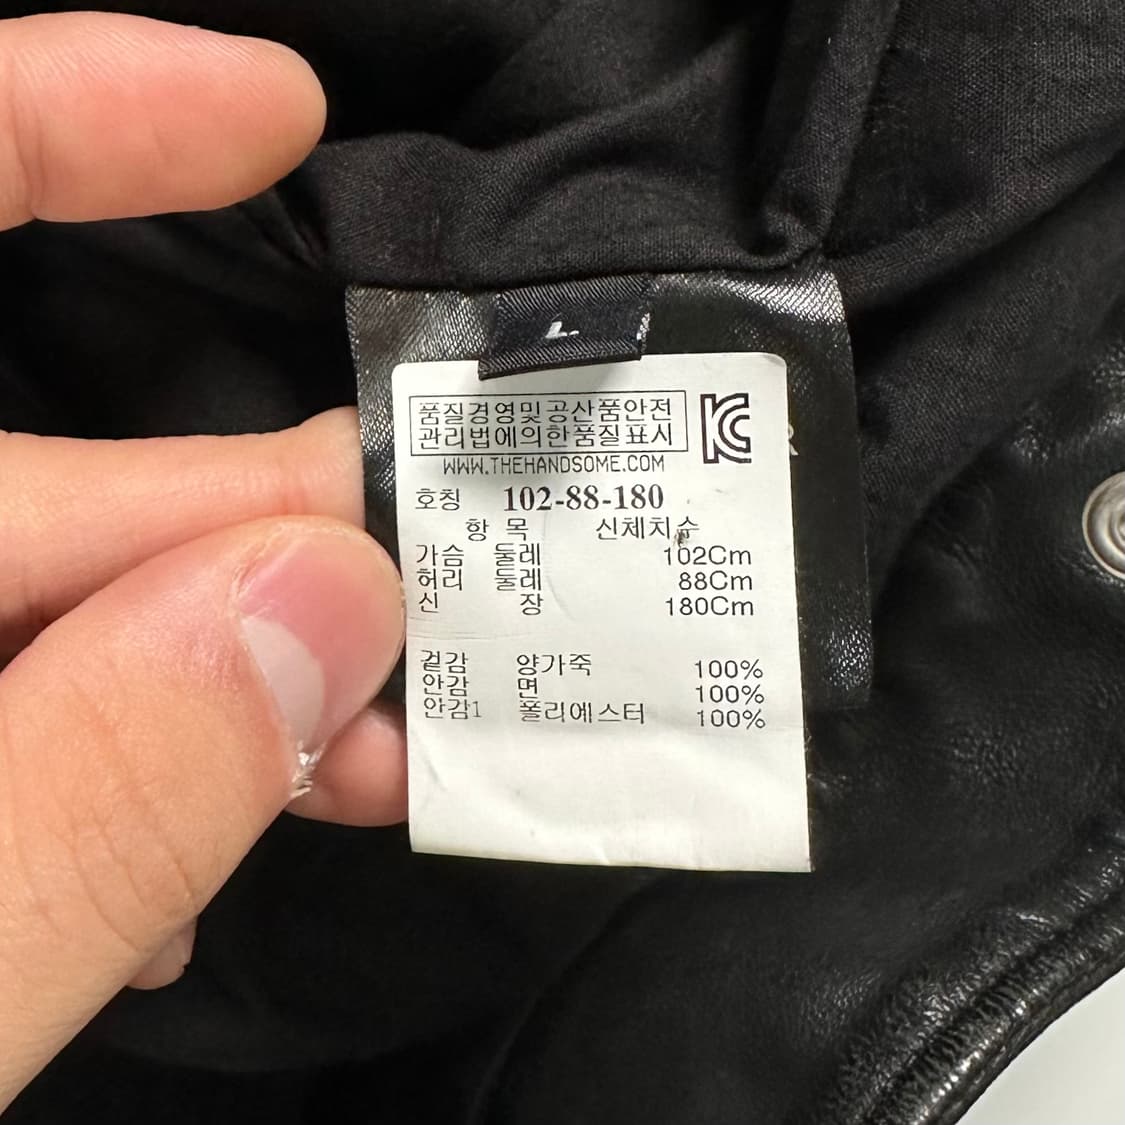 L
품질경영및공산품안전
관리법에의한품질표시
WWW.THEHANDSOME.COM
호칭 102-88-180
항 목 신체치수
가슴 둘레 102Cm
허리 둘레 88Cm
신 장 180Cm
겉감 양가죽 100%
안감 면 100%
안감1 폴리에스터 100%